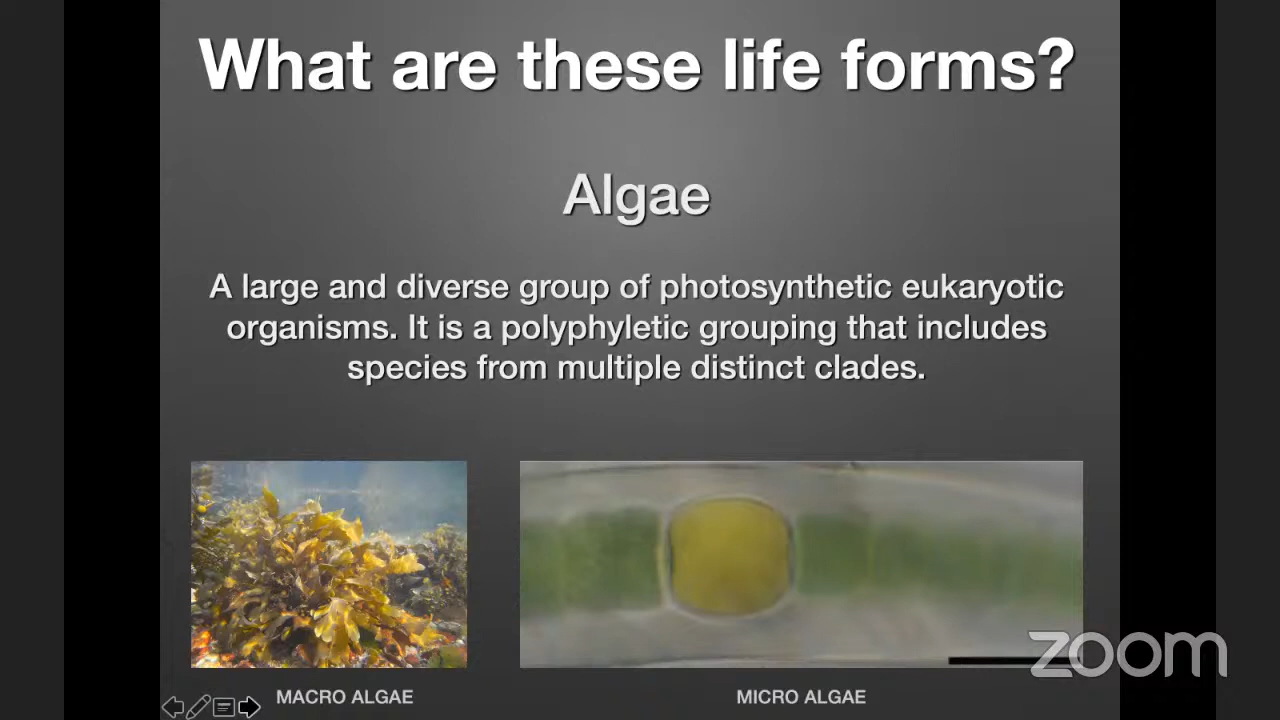 What are these life forms?
Algae
A large and diverse group of photosynthetic eukaryotic
organisms. It is a polyphyletic grouping that includes
species from multiple distinct clades.
MACRO ALGAE
MICRO ALGAE
zoom